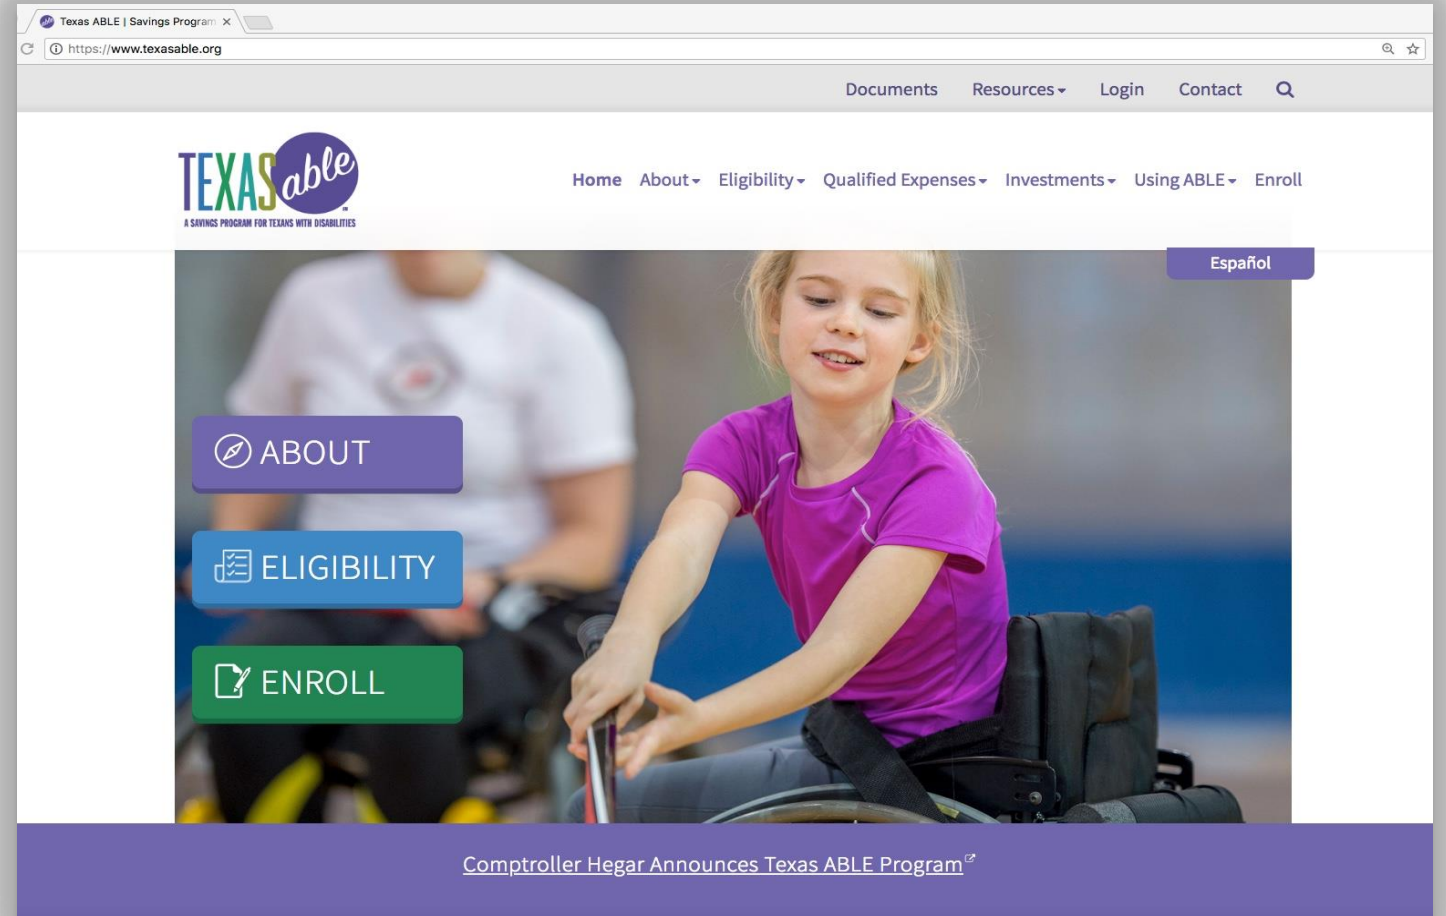 Texas ABLE | Savings Program
https://www.texasable.org
Documents Resources Login Contact
TEXAS able
A SAVINGS PROGRAM FOR TEXANS WITH DISABILITIES
Home About Eligibility Qualified Expenses Investments Using ABLE Enroll
Español
ABOUT
ELIGIBILITY
ENROLL
Comptroller Hegar Announces Texas ABLE Program